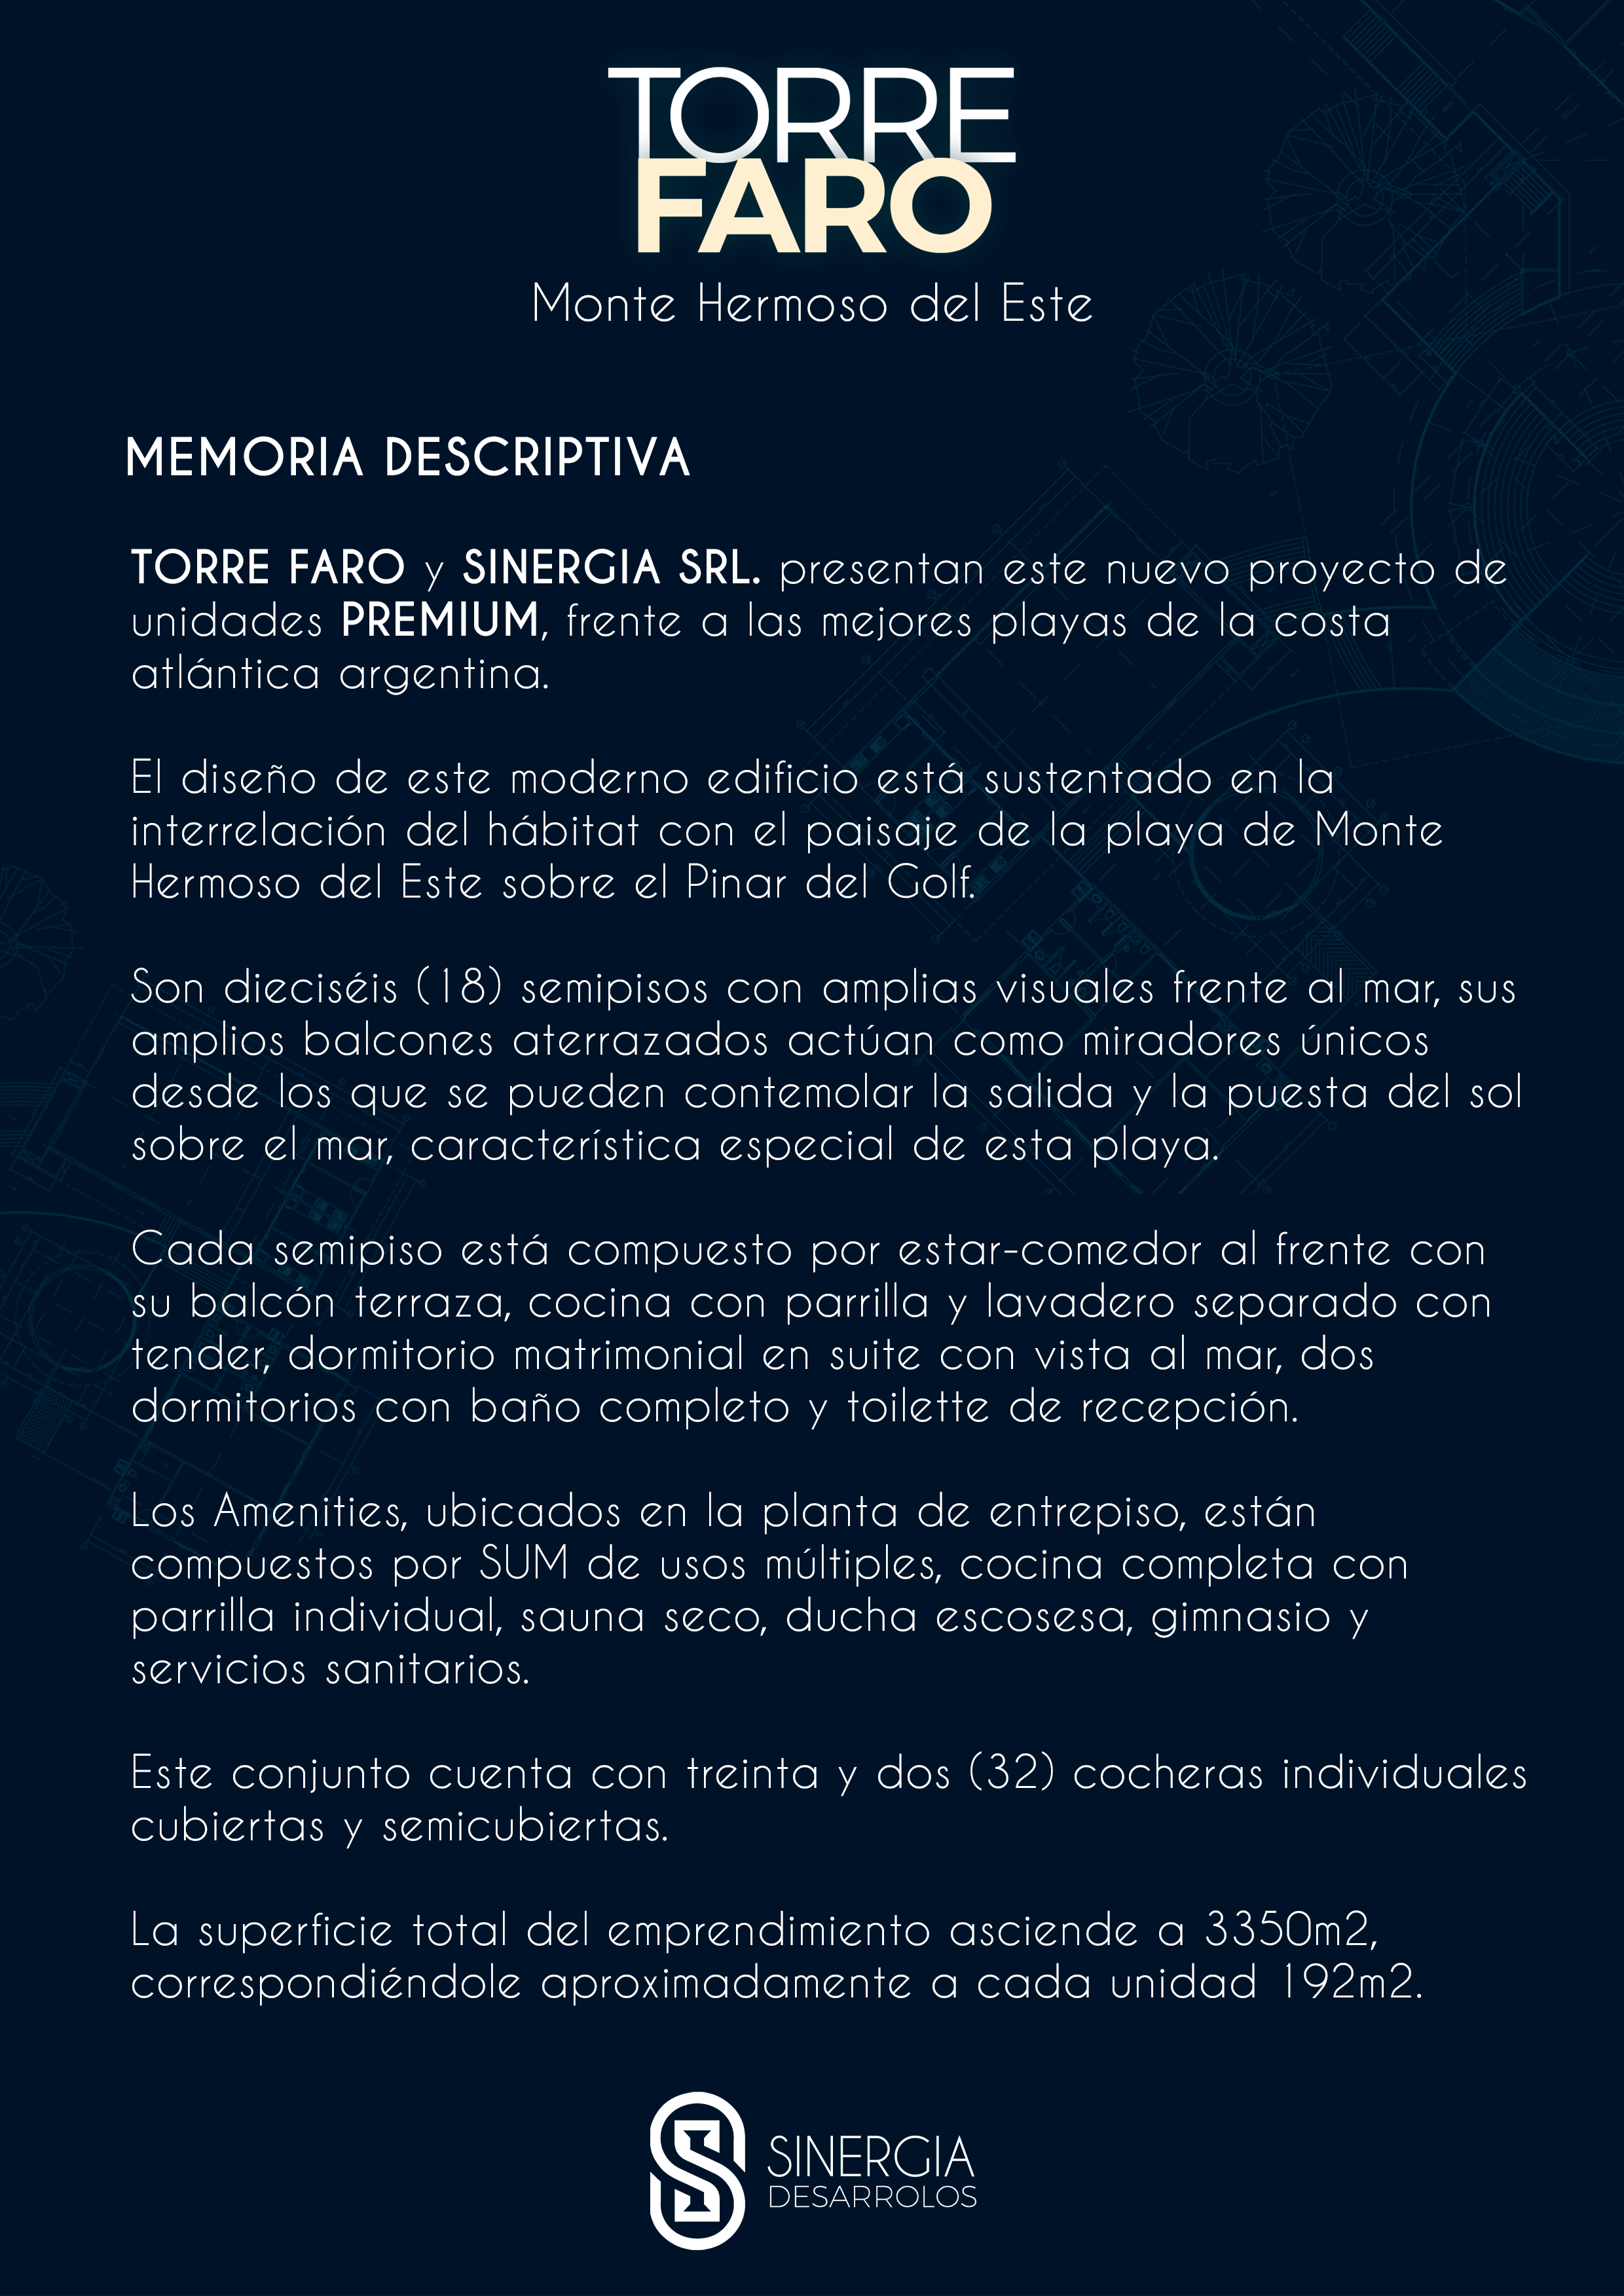 TORRE
FARO
Monte Hermoso del Este
MEMORIA DESCRIPTIVA
TORRE FARO y SINERGIA SRL. presentan este nuevo proyecto de
unidades PREMIUM, frente a las mejores playas de la costa
atlántica argentina.
El diseño de este moderno edificio está sustentado en la
interrelación del hábitat con el paisaje de la playa de Monte
Hermoso del Este sobre el Pinar del Golf.
Son dieciséis (18) semipisos con amplias visuales frente al mar, sus
amplios balcones aterrazados actúan como miradores únicos
desde los que se pueden contemolar la salida y la puesta del sol
sobre el mar, característica especial de esta playa.
Cada semipiso está compuesto por estar-comedor al frente con
su balcón terraza, cocina con parrilla y lavadero separado con
tender, dormitorio matrimonial en suite con vista al mar, dos
dormitorios con baño completo y toilette de recepción.
Los Amenities, ubicados en la planta de entrepiso, están
compuestos por SUM de usos múltiples, cocina completa con
parrilla individual, sauna seco, ducha escosesa, gimnasio y
servicios sanitarios.
Este conjunto cuenta con treinta y dos (32) cocheras individuales
cubiertas y semicubiertas.
La superficie total del emprendimiento asciende a 3350m2,
correspondiéndole aproximadamente a cada unidad 192m2.
SINERGIA
DESARROLOS